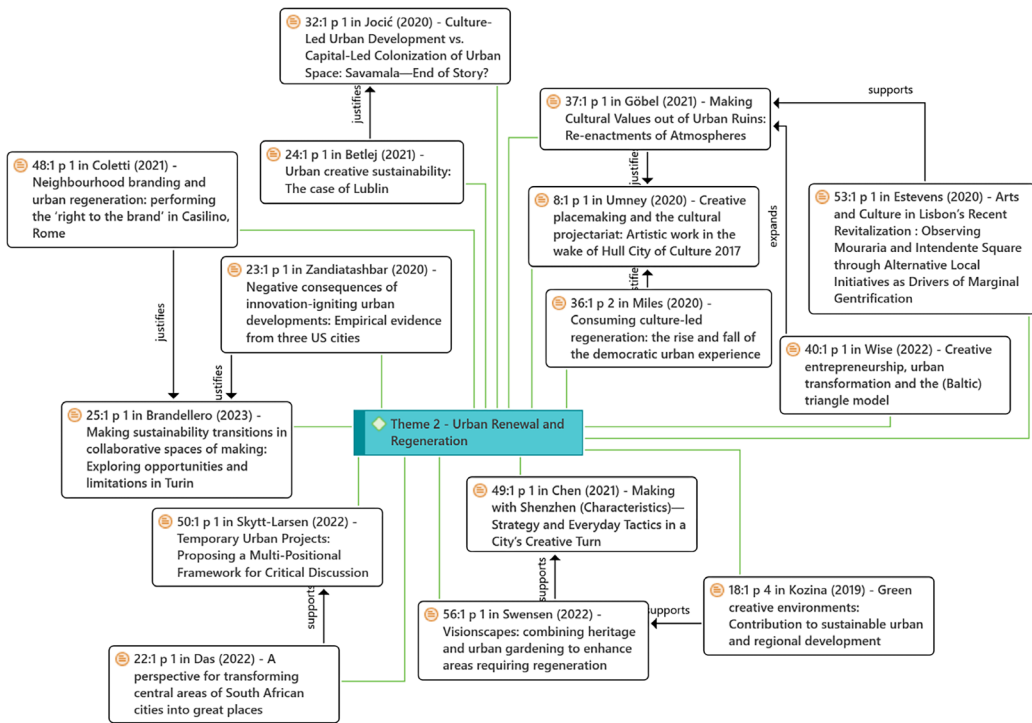 32:1 p 1 in Jocić (2020) - Culture-
Led Urban Development vs.
Capital-Led Colonization of Urban
Space: Savamala—End of Story?
justifies
24:1 p 1 in Betlej (2021) -
Urban creative sustainability:
The case of Lublin
37:1 p 1 in Göbel (2021) - Making
Cultural Values out of Urban Ruins:
Re-enactments of Atmospheres
supports
justifies
8:1 p 1 in Umney (2020) - Creative
placemaking and the cultural
projectariat: Artistic work in the
wake of Hull City of Culture 2017
expands
53:1 p 1 in Estevens (2020) - Arts
and Culture in Lisbon's Recent
Revitalization : Observing
Mouraria and Intendente Square
through Alternative Local
Initiatives as Drivers of Marginal
Gentrification
48:1 p 1 in Coletti (2021) -
Neighbourhood branding and
urban regeneration: performing
the 'right to the brand' in Casilino,
Rome
justifies
23:1 p 1 in Zandiatashbar (2020) -
Negative consequences of
innovation-igniting urban
developments: Empirical evidence
from three US cities
justifies
justifies
36:1 p 2 in Miles (2020) -
Consuming culture-led
regeneration: the rise and fall of
the democratic urban experience
40:1 p 1 in Wise (2022) - Creative
entrepreneurship, urban
transformation and the (Baltic)
triangle model
25:1 p 1 in Brandellero (2023) -
Making sustainability transitions in
collaborative spaces of making:
Exploring opportunities and
limitations in Turin
Theme 2 - Urban Renewal and
Regeneration
49:1 p 1 in Chen (2021) - Making
with Shenzhen (Characteristics)—
Strategy and Everyday Tactics in a
City's Creative Turn
50:1 p 1 in Skytt-Larsen (2022) -
Temporary Urban Projects:
Proposing a Multi-Positional
Framework for Critical Discussion
supports
supports
56:1 p 1 in Swensen (2022) -
Visionscapes: combining heritage
and urban gardening to enhance
areas requiring regeneration
supports
18:1 p 4 in Kozina (2019) - Green
creative environments:
Contribution to sustainable urban
and regional development
22:1 p 1 in Das (2022) - A
perspective for transforming
central areas of South African
cities into great places